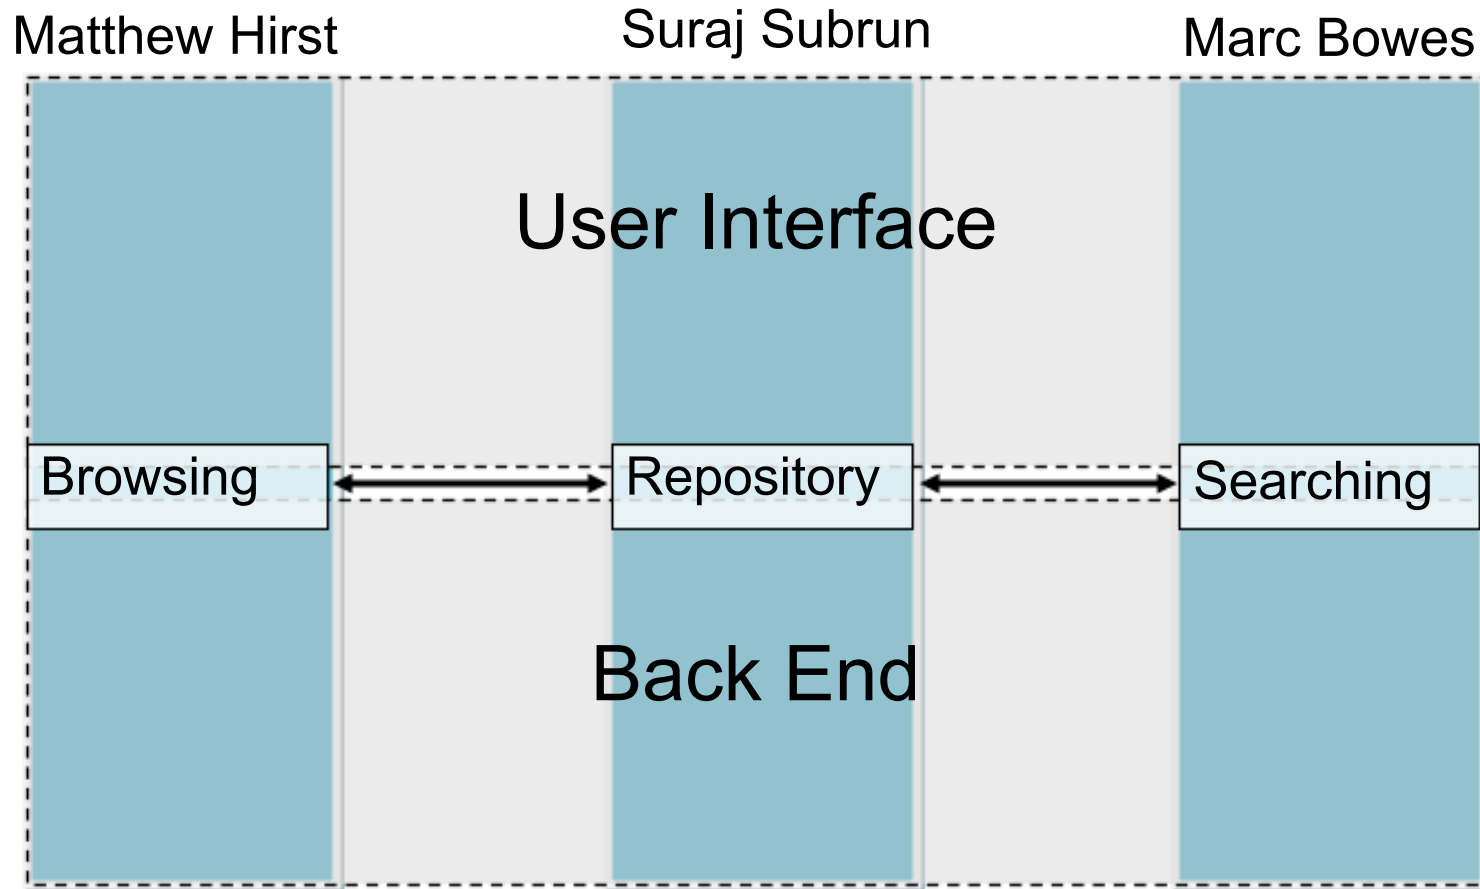 Matthew Hirst
Suraj Subrun
Marc Bowes
User Interface
Browsing
Repository
Searching
Back End